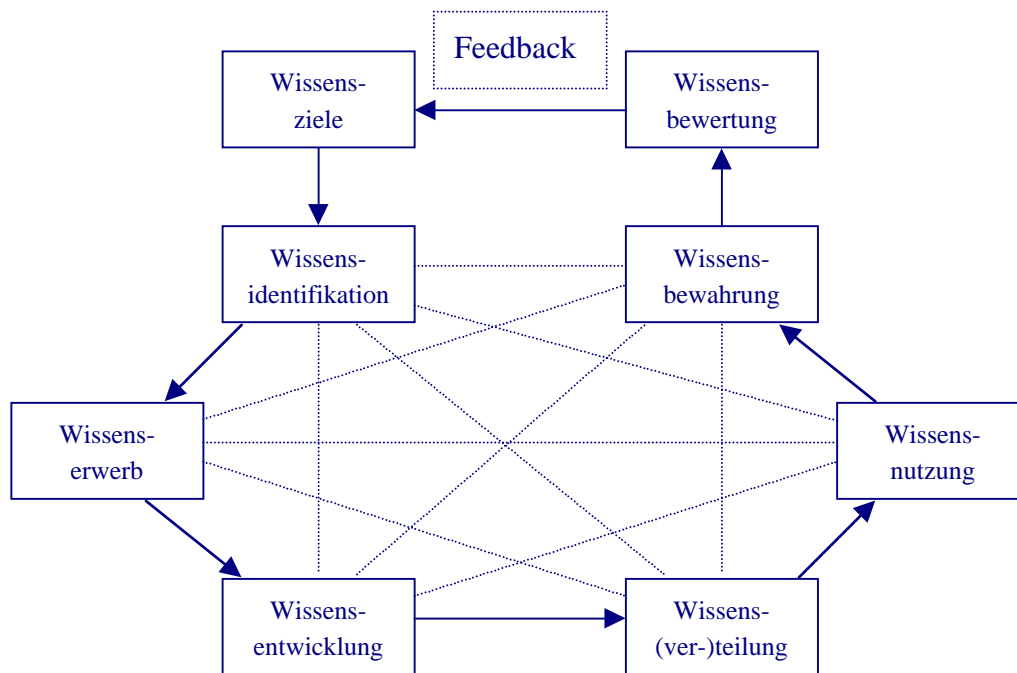 Feedback
Wissens-
ziele
Wissens-
bewertung
Wissens-
identifikation
Wissens-
bewahrung
Wissens-
erwerb
Wissens-
nutzung
Wissens-
entwicklung
Wissens-
(ver-)teilung